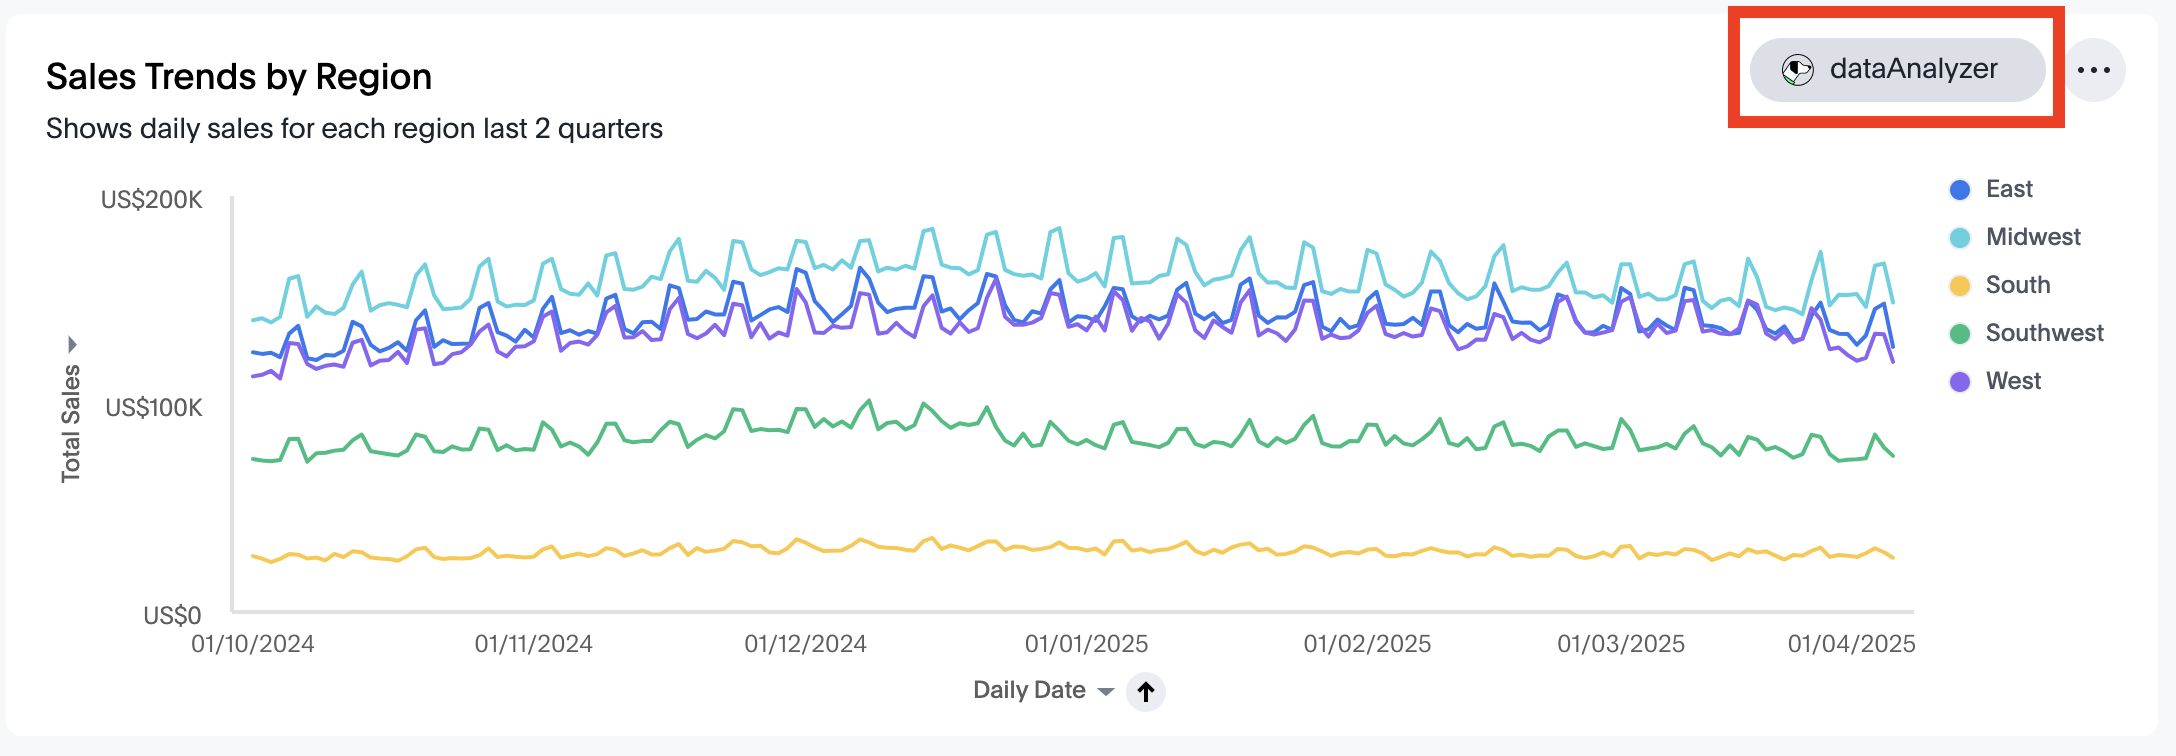 Sales Trends by Region
dataAnalyzer
Shows daily sales for each region last 2 quarters
US$200K
US$100K
US$0
Total Sales
East
Midwest
South
Southwest
West
01/10/2024
01/11/2024
01/12/2024
01/01/2025
01/02/2025
01/03/2025
01/04/2025
Daily Date